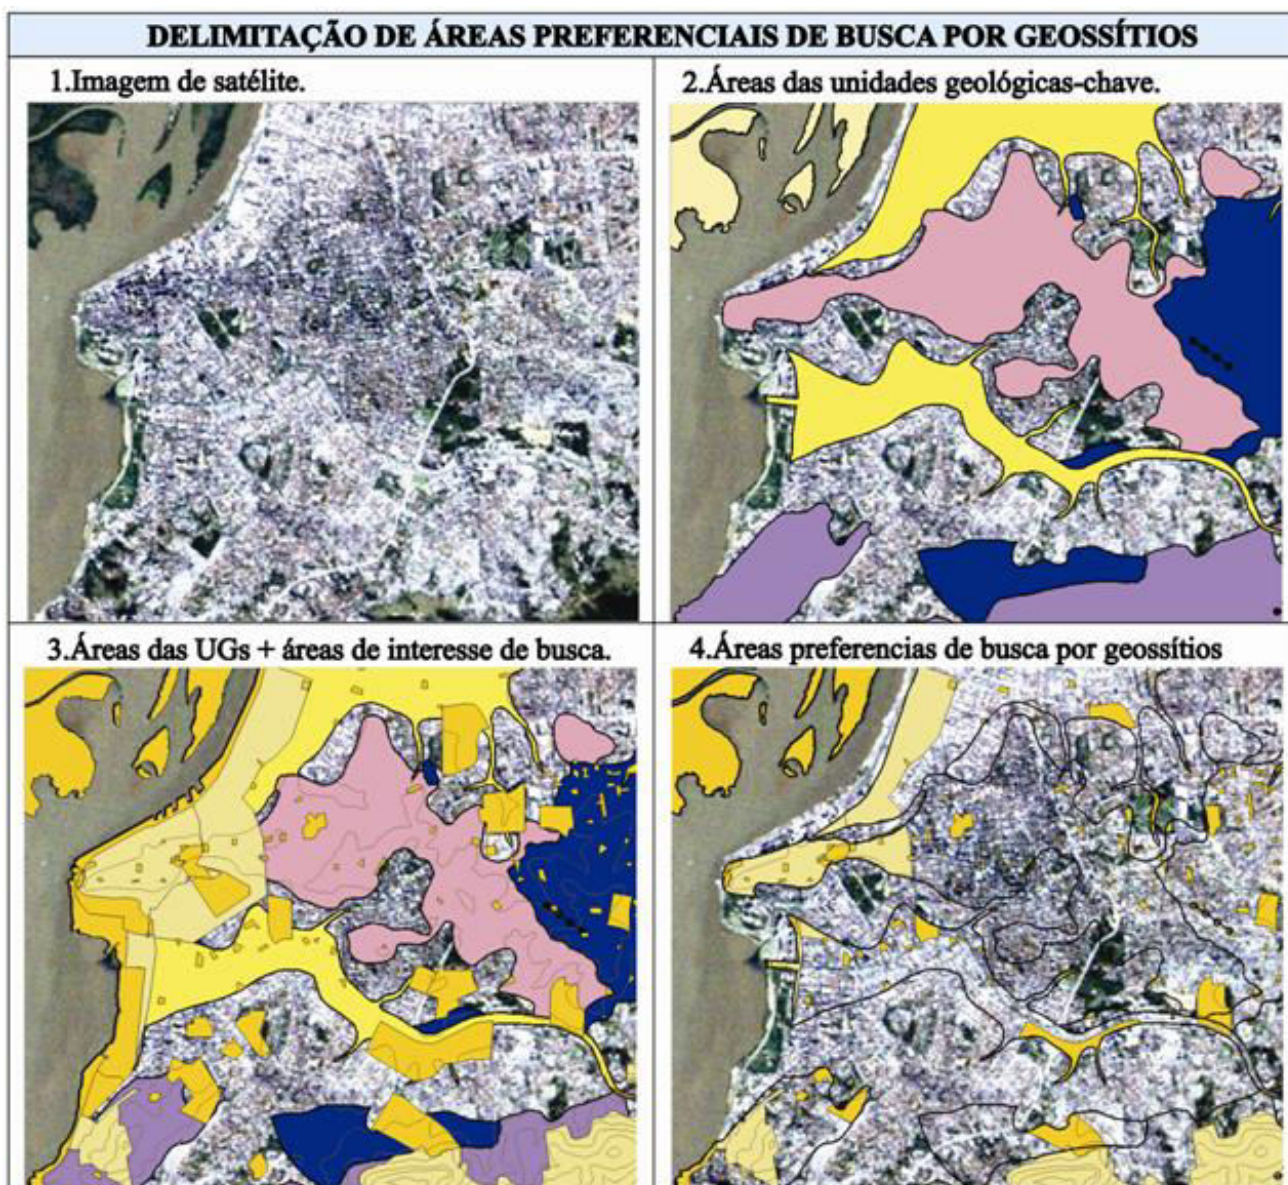 DELIMITAÇÃO DE ÁREAS PREFERENCIAIS DE BUSCA POR GEOSSÍTIOS
1.Imagem de satélite.
2.Áreas das unidades geológicas-chave.
3.Áreas das UGs + áreas de interesse de busca.
4.Áreas preferencias de busca por geossítios